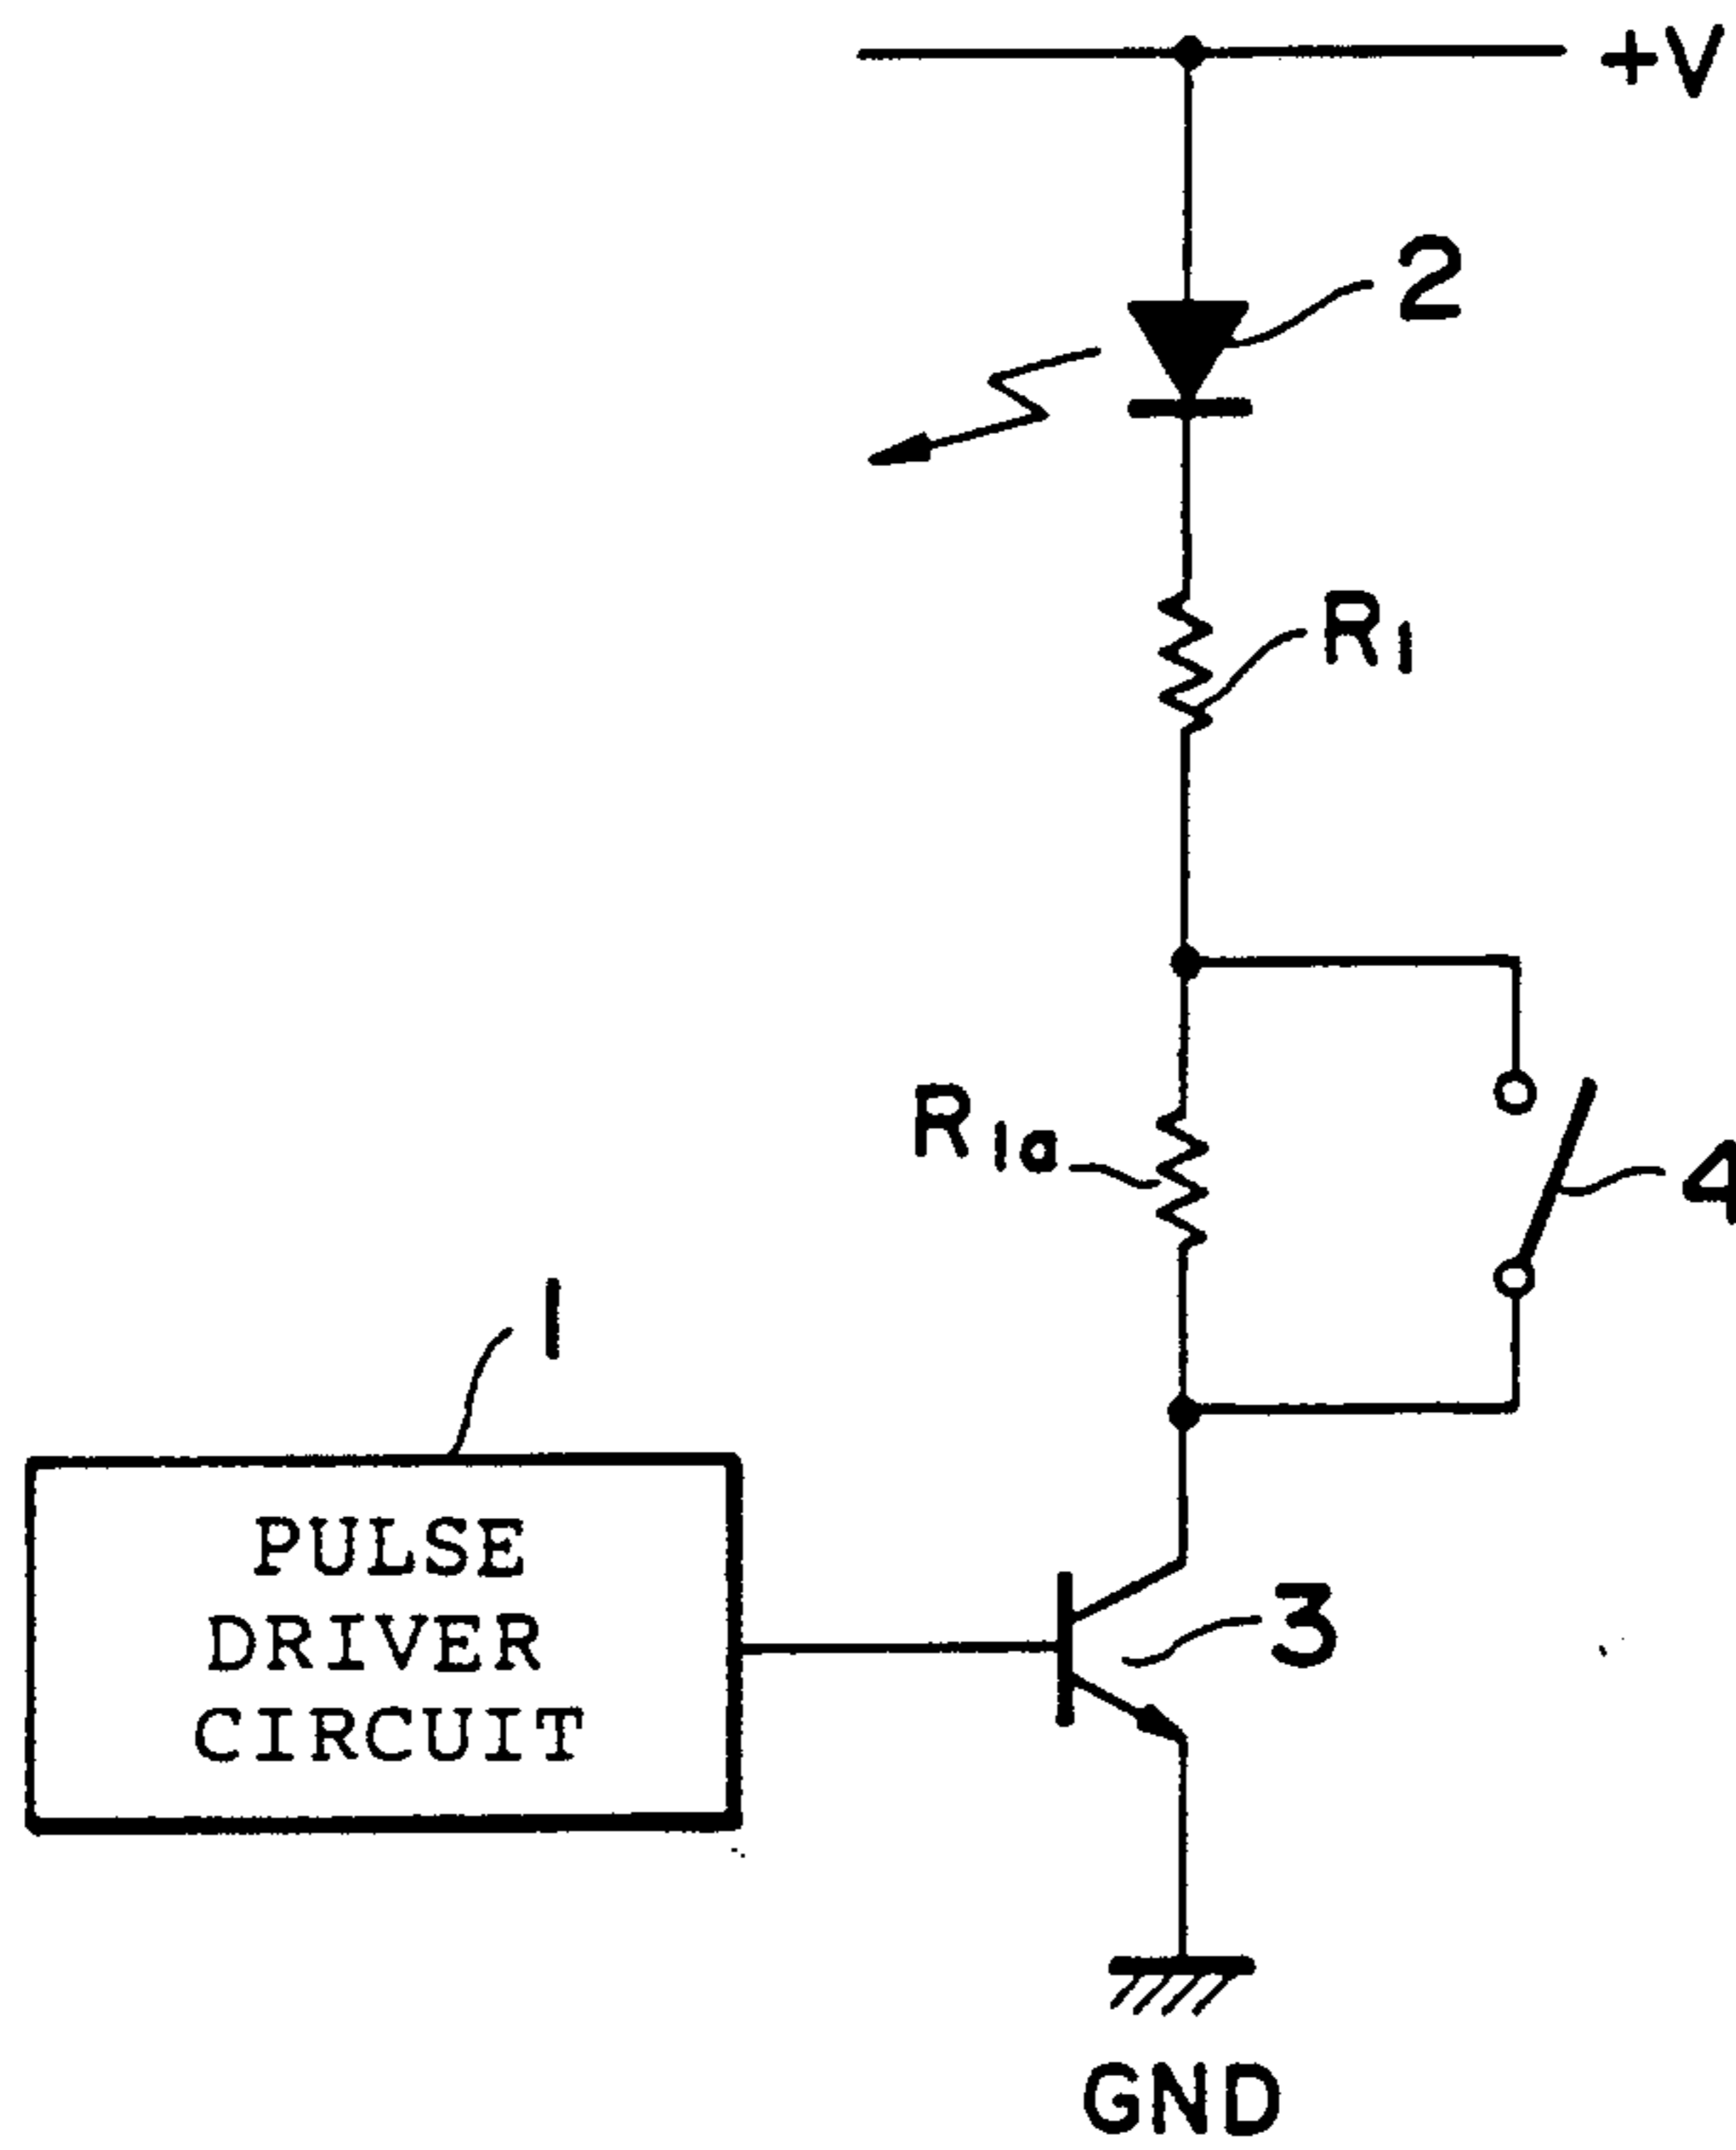 +V
2
R1
R1a
4
1
PULSE
DRIVER
CIRCUIT
3
GND